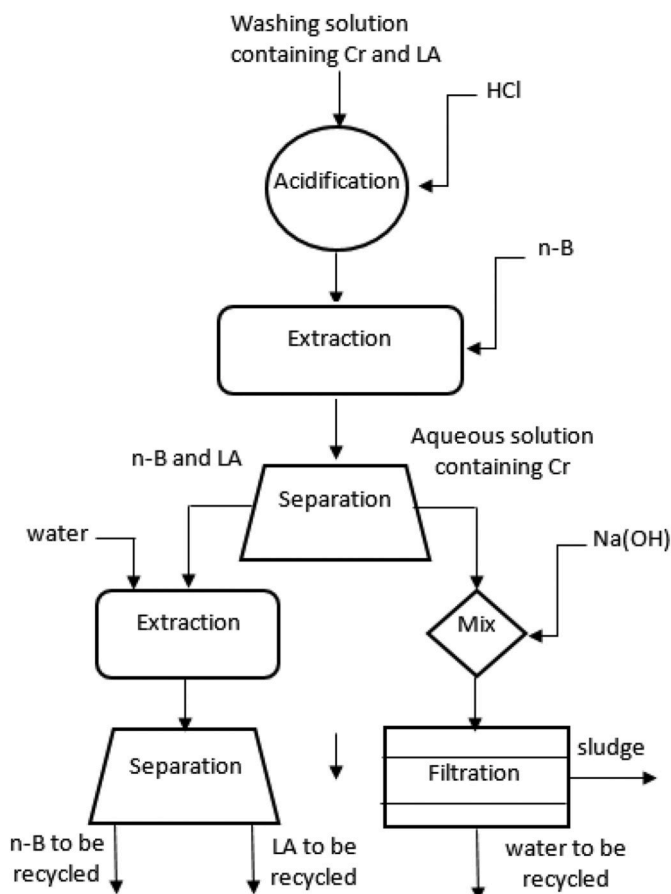 Washing solution
containing Cr and LA
HCl
Acidification
n-B
Extraction
Aqueous solution
containing Cr
n-B and LA
Separation
water
Na(OH)
Extraction
Mix
sludge
Separation
Filtration
n-B to be
recycled
LA to be
recycled
water to be
recycled